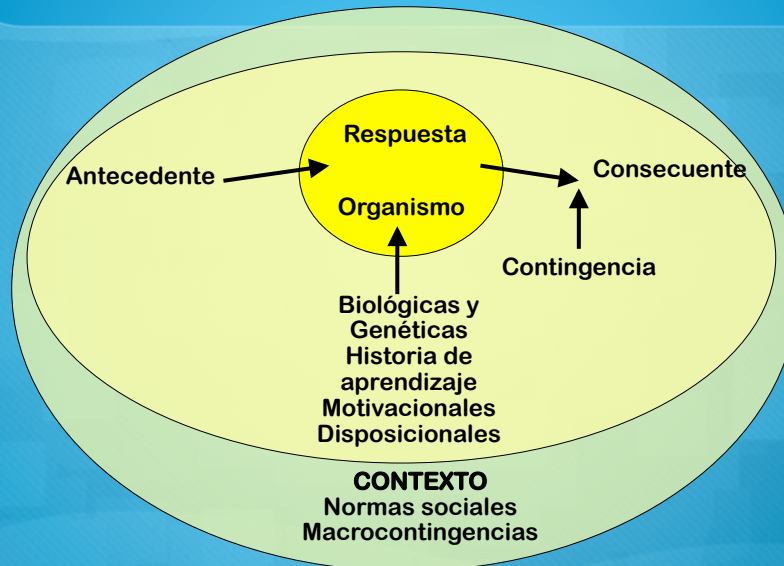 Respuesta
Antecedente
Consecuente
Organismo
Contingencia
Biológicas y
Genéticas
Historia de
aprendizaje
Motivacionales
Disposicionales
CONTEXTO
Normas sociales
Macrocontingencias